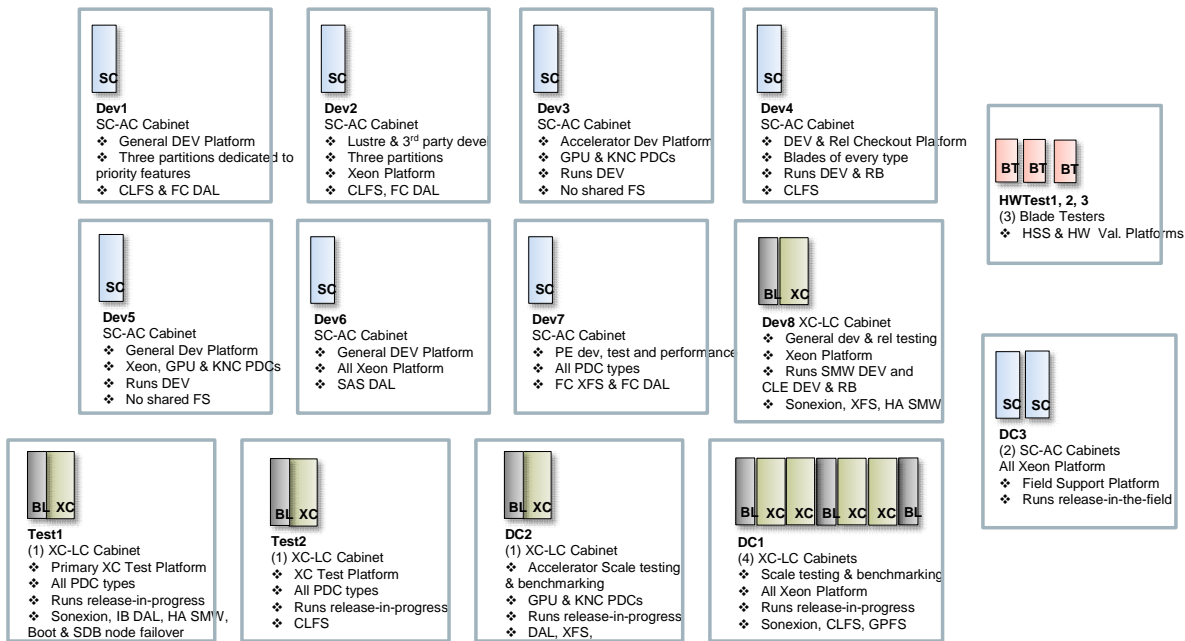 SC
Dev1
SC-AC Cabinet
❖ General DEV Platform
❖ Three partitions dedicated to
priority features
❖ CLFS & FC DAL
SC
Dev2
SC-AC Cabinet
❖ Lustre & 3rd party deve
❖ Three partitions
❖ Xeon Platform
❖ CLFS, FC DAL
SC
Dev3
SC-AC Cabinet
❖ Accelerator Dev Platform
❖ GPU & KNC PDCs
❖ Runs DEV
❖ No shared FS
SC
Dev4
SC-AC Cabinet
❖ DEV & Rel Checkout Platform
❖ Blades of every type
❖ Runs DEV & RB
❖ CLFS
BT BT BT
HWTest1, 2, 3
(3) Blade Testers
❖ HSS & HW Val. Platforms
SC
Dev5
SC-AC Cabinet
❖ General Dev Platform
❖ Xeon, GPU & KNC PDCs
❖ Runs DEV
❖ No shared FS
SC
Dev6
SC-AC Cabinet
❖ General DEV Platform
❖ All Xeon Platform
❖ SAS DAL
SC
Dev7
SC-AC Cabinet
❖ PE dev, test and performance
❖ All PDC types
❖ FC XFS & FC DAL
BL XC
Dev8 XC-LC Cabinet
❖ General dev & rel testing
❖ Xeon Platform
❖ Runs SMW DEV and
CLE DEV & RB
❖ Sonexion, XFS, HA SMW
SC SC
DC3
(2) SC-AC Cabinets
All Xeon Platform
❖ Field Support Platform
❖ Runs release-in-the-field
BL XC
Test1
(1) XC-LC Cabinet
❖ Primary XC Test Platform
❖ All PDC types
❖ Runs release-in-progress
❖ Sonexion, IB DAL, HA SMW,
Boot & SDB node failover
BL XC
Test2
(1) XC-LC Cabinet
❖ XC Test Platform
❖ All PDC types
❖ Runs release-in-progress
❖ CLFS
BL XC
DC2
(1) XC-LC Cabinet
❖ Accelerator Scale testing
& benchmarking
❖ GPU & KNC PDCs
❖ Runs release-in-progress
❖ DAL, XFS,
BL XC XC BL XC XC BL
DC1
(4) XC-LC Cabinets
❖ Scale testing & benchmarking
❖ All Xeon Platform
❖ Runs release-in-progress
❖ Sonexion, CLFS, GPFS